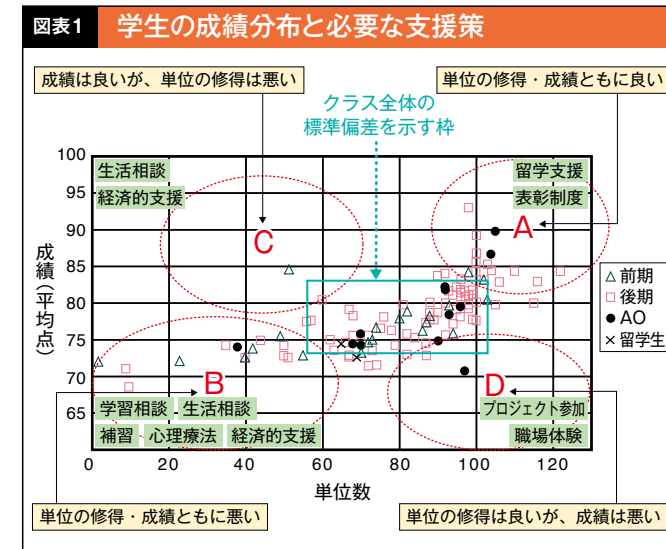 図表1 学生の成績分布と必要な支援策
成績は良いが、単位の修得は悪い
単位の修得・成績ともに良い
クラス全体の
標準偏差を示す枠
100
95
90
85
80
75
70
65
成績(平均点)
生活相談
経済的支援
留学支援
表彰制度
C
A
B
D
△前期
□後期
●AO
×留学生
学習相談 生活相談
補習 心理療法 経済的支援
プロジェクト参加
職場体験
0 20 40 60 80 100 120
単位数
単位の修得・成績ともに悪い
単位の修得は良いが、成績は悪い